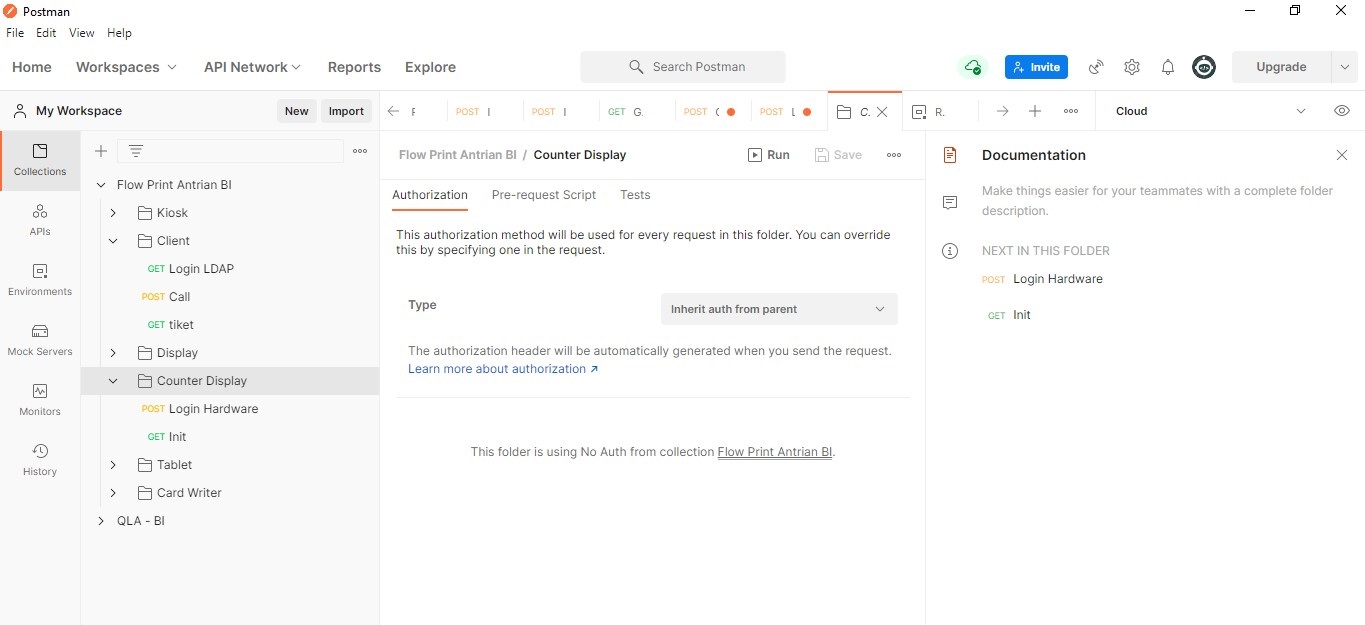 Postman
File Edit View Help
Home Workspaces API Network Reports Explore Search Postman Invite Upgrade
My Workspace New Import
POST POST GET G. POST POST L C. R. Cloud
Collections
APIs
Environments
Mock Servers
Monitors
History
Flow Print Antrian BI
Kiosk
Client
GET Login LDAP
POST Call
GET tiket
Display
Counter Display
POST Login Hardware
GET Init
Tablet
Card Writer
QLA - BI
Flow Print Antrian BI / Counter Display Run Save
Authorization Pre-request Script Tests
This authorization method will be used for every request in this folder. You can override
this by specifying one in the request.
Type Inherit auth from parent
The authorization header will be automatically generated when you send the request.
Learn more about authorization ↗
This folder is using No Auth from collection Flow Print Antrian BI.
Documentation
Make things easier for your teammates with a complete folder
description.
NEXT IN THIS FOLDER
POST Login Hardware
GET Init